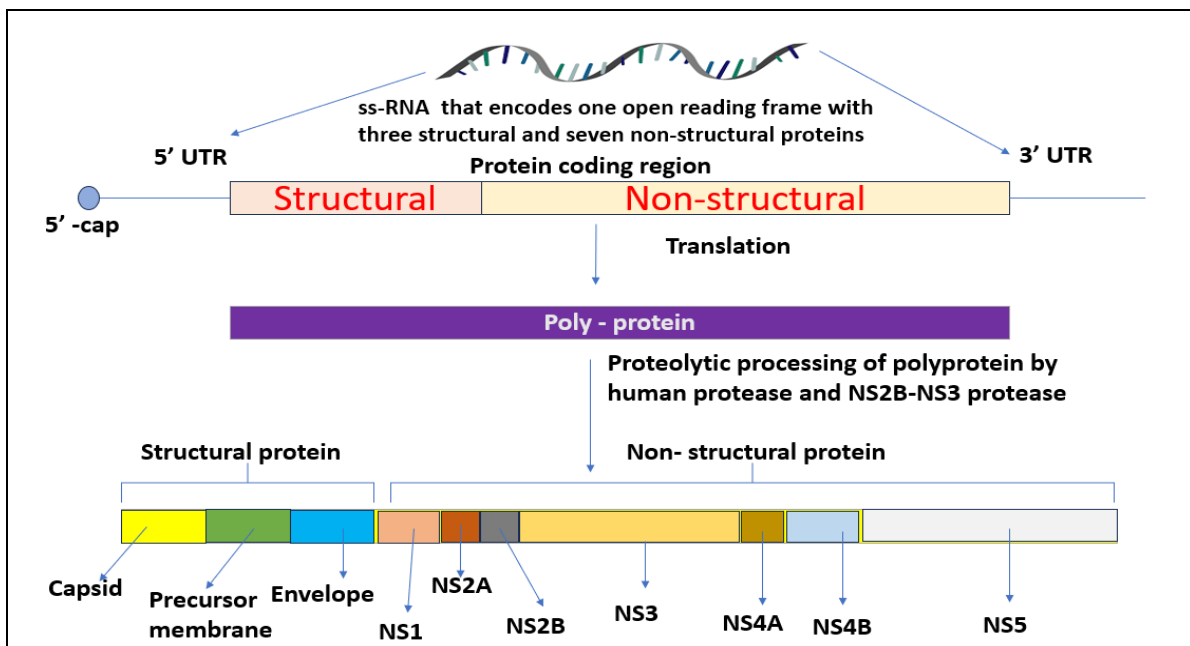 ss-RNA that encodes one open reading frame with
three structural and seven non-structural proteins
5’ UTR
3’ UTR
Protein coding region
Structural
Non-structural
5’ -cap
Translation
Poly - protein
Proteolytic processing of polyprotein by
human protease and NS2B-NS3 protease
Structural protein
Non- structural protein
Capsid
Precursor
membrane
Envelope
NS1
NS2A
NS2B
NS3
NS4A
NS4B
NS5